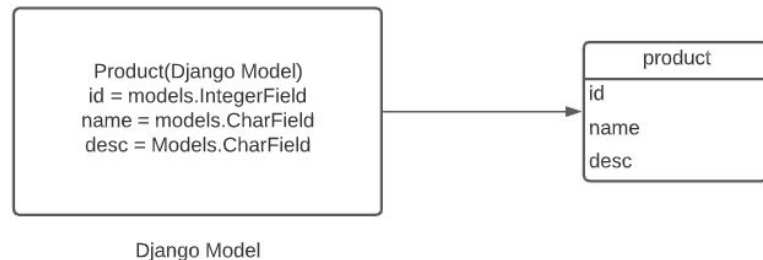 Product(Django Model)
id = models.IntegerField
name = models.CharField
desc = Models.CharField
Django Model
product
id
name
desc